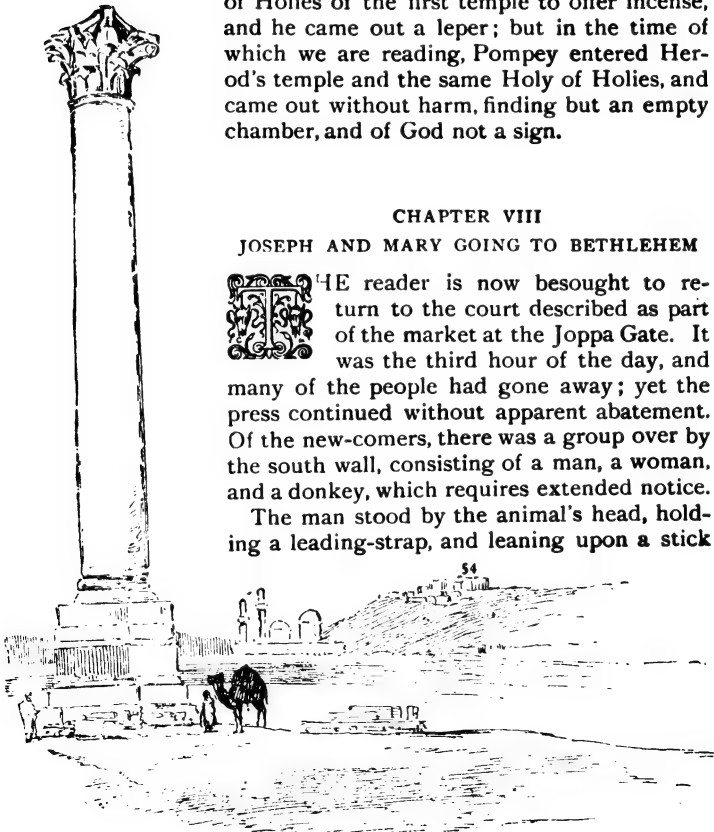 of Holies of the first temple to offer incense,
and he came out a leper; but in the time of
which we are reading, Pompey entered Her-
od's temple and the same Holy of Holies, and
came out without harm, finding but an empty
chamber, and of God not a sign.
CHAPTER VIII
JOSEPH AND MARY GOING TO BETHLEHEM
THE reader is now besought to re-
turn to the court described as part
of the market at the Joppa Gate. It
was the third hour of the day, and
many of the people had gone away; yet the
press continued without apparent abatement.
Of the new-comers, there was a group over by
the south wall, consisting of a man, a woman,
and a donkey, which requires extended notice.
The man stood by the animal's head, hold-
ing a leading-strap, and leaning upon a stick
54